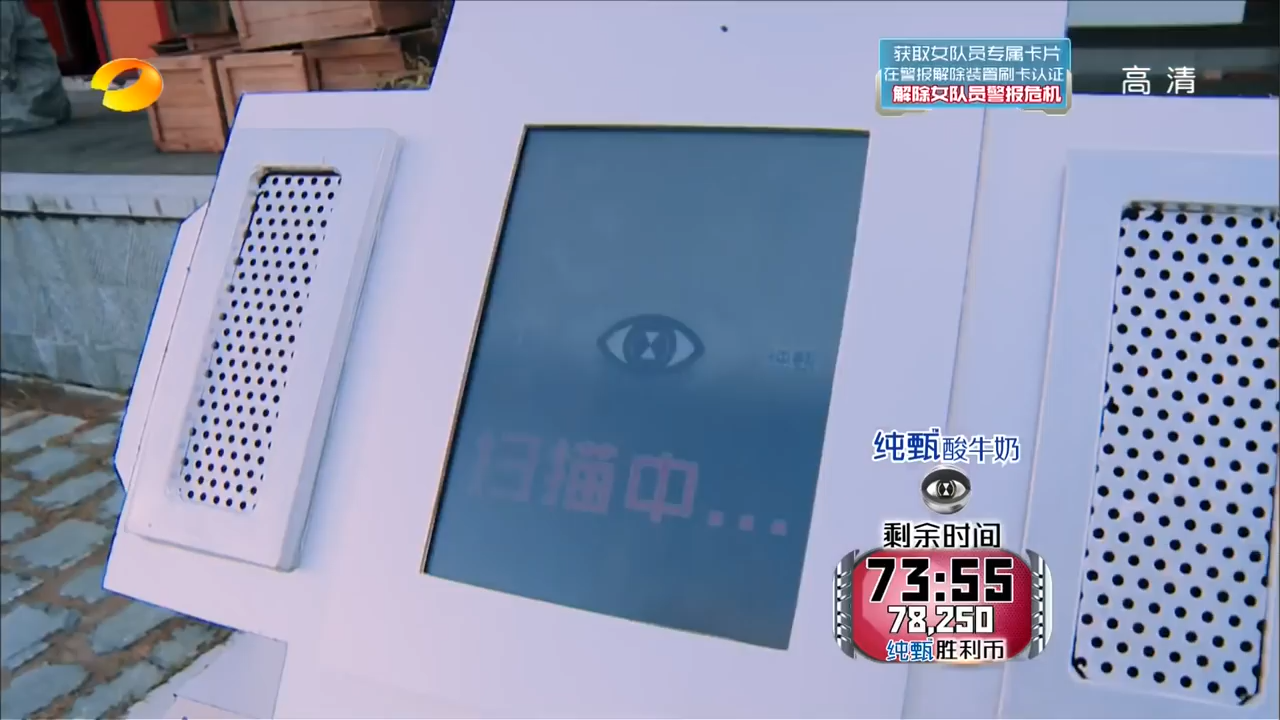 获取女队员专属卡片
在警报解除装置刷卡认证
解除女队员警报危机
高清
扫描中...
纯甄酸牛奶
剩余时间
73:55
78,250
纯甄胜利币